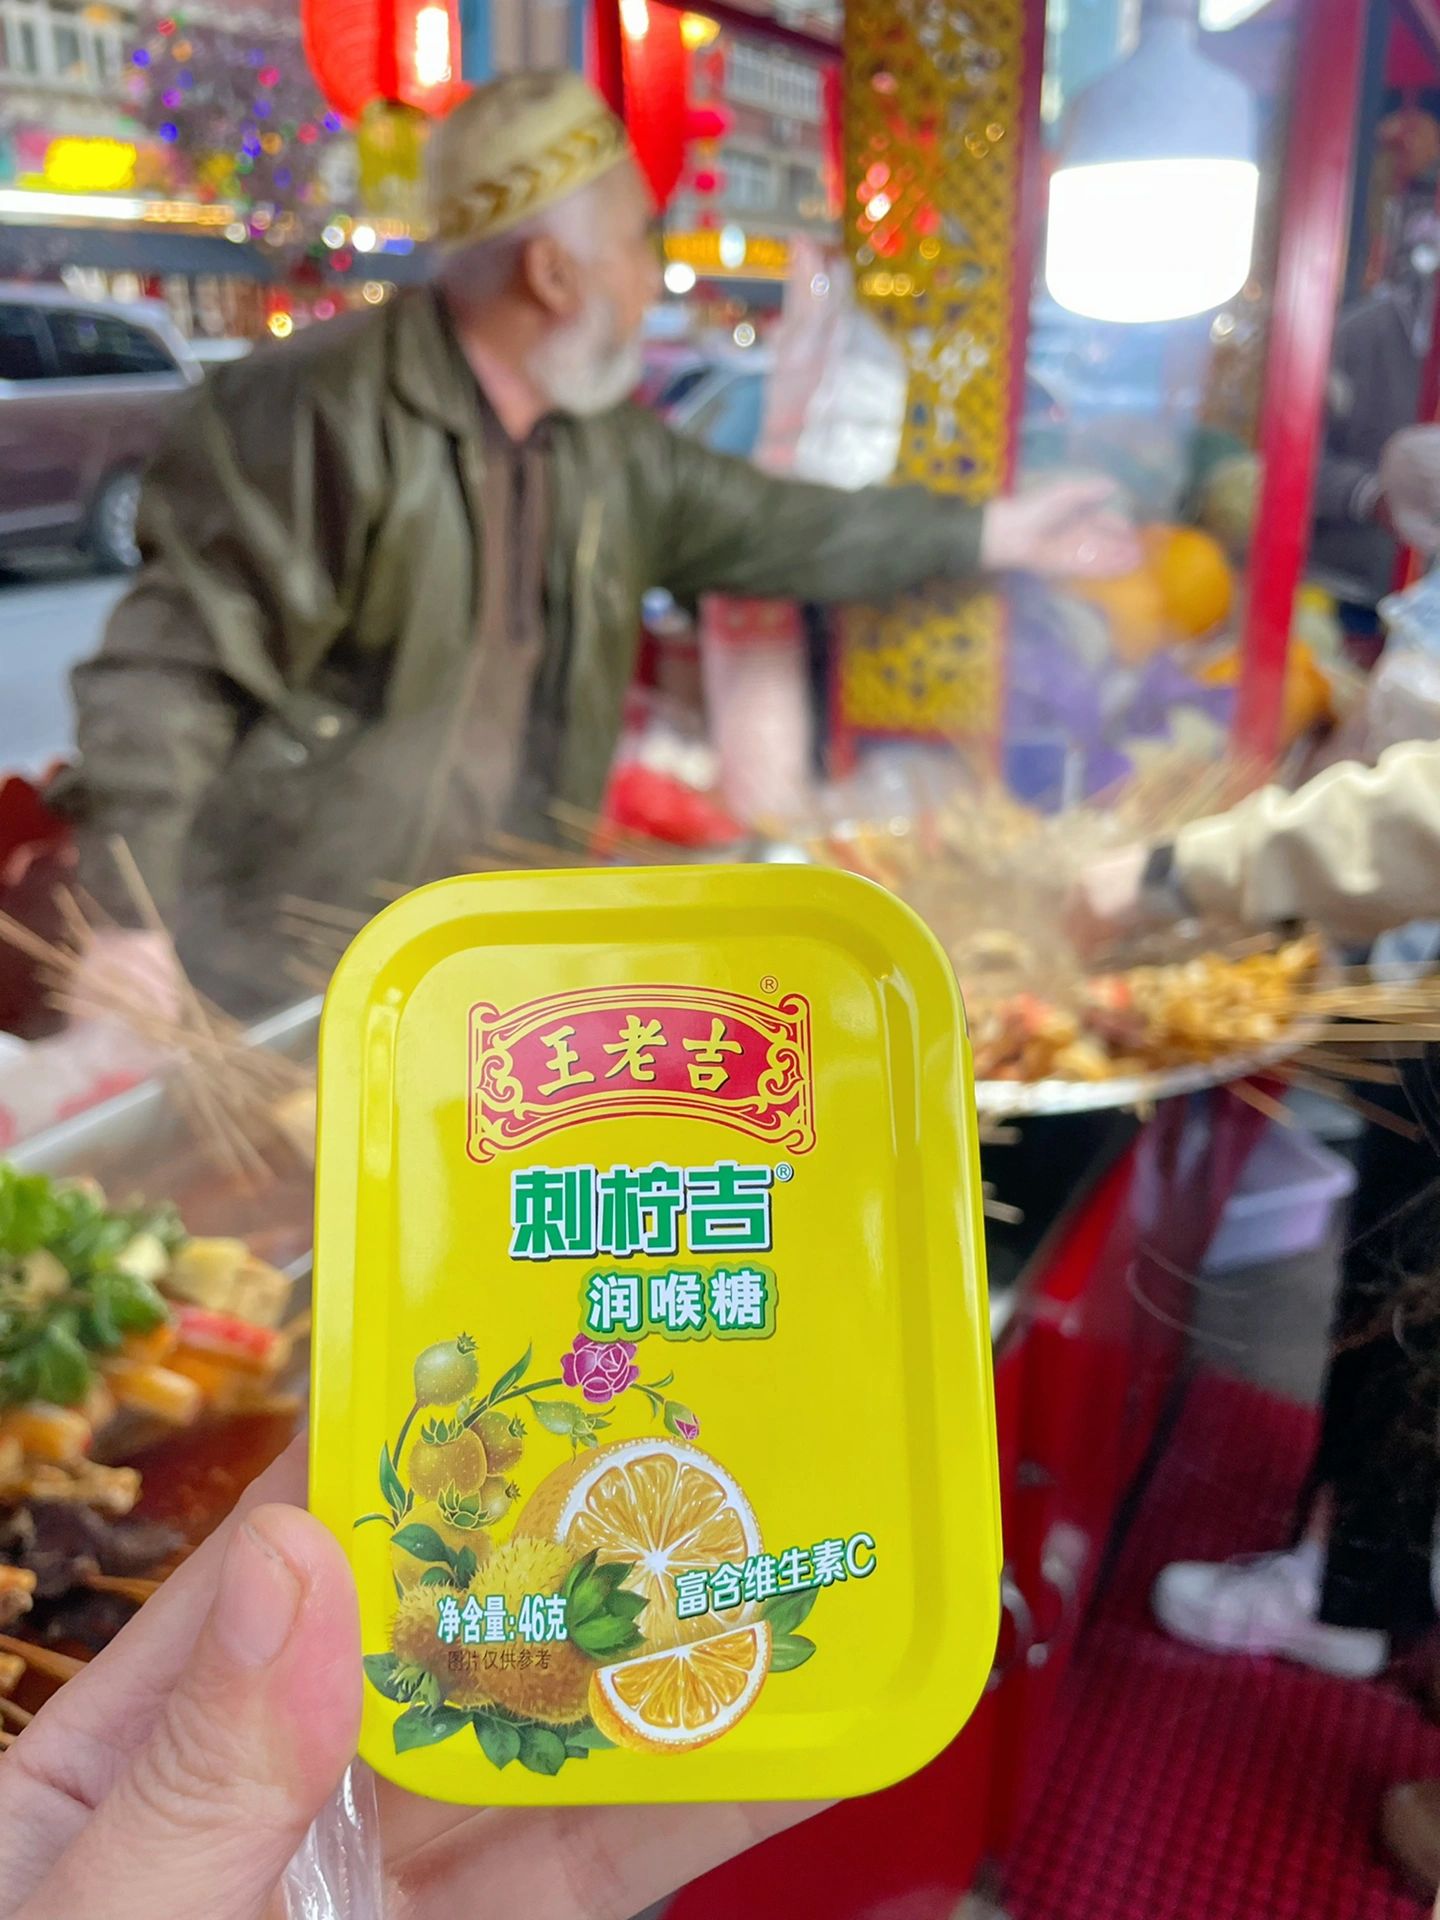 王老吉®
刺柠吉®
润喉糖
富含维生素C
净含量:46克
图片仅供参考